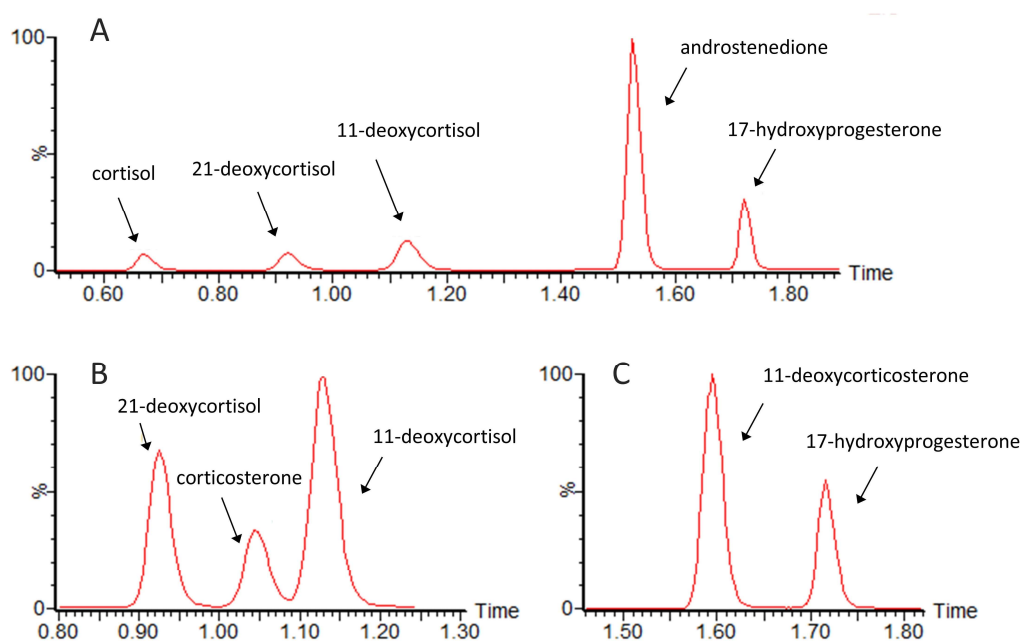 A
100
androstenedione
11-deoxycortisol
17-hydroxyprogesterone
%
21-deoxycortisol
cortisol
0
Time
0.60 0.80 1.00 1.20 1.40 1.60 1.80
B
100
21-deoxycortisol
11-deoxycortisol
corticosterone
%
0
Time
0.80 0.90 1.00 1.10 1.20 1.30
C
100
11-deoxycorticosterone
17-hydroxyprogesterone
%
0
Time
1.50 1.60 1.70 1.80